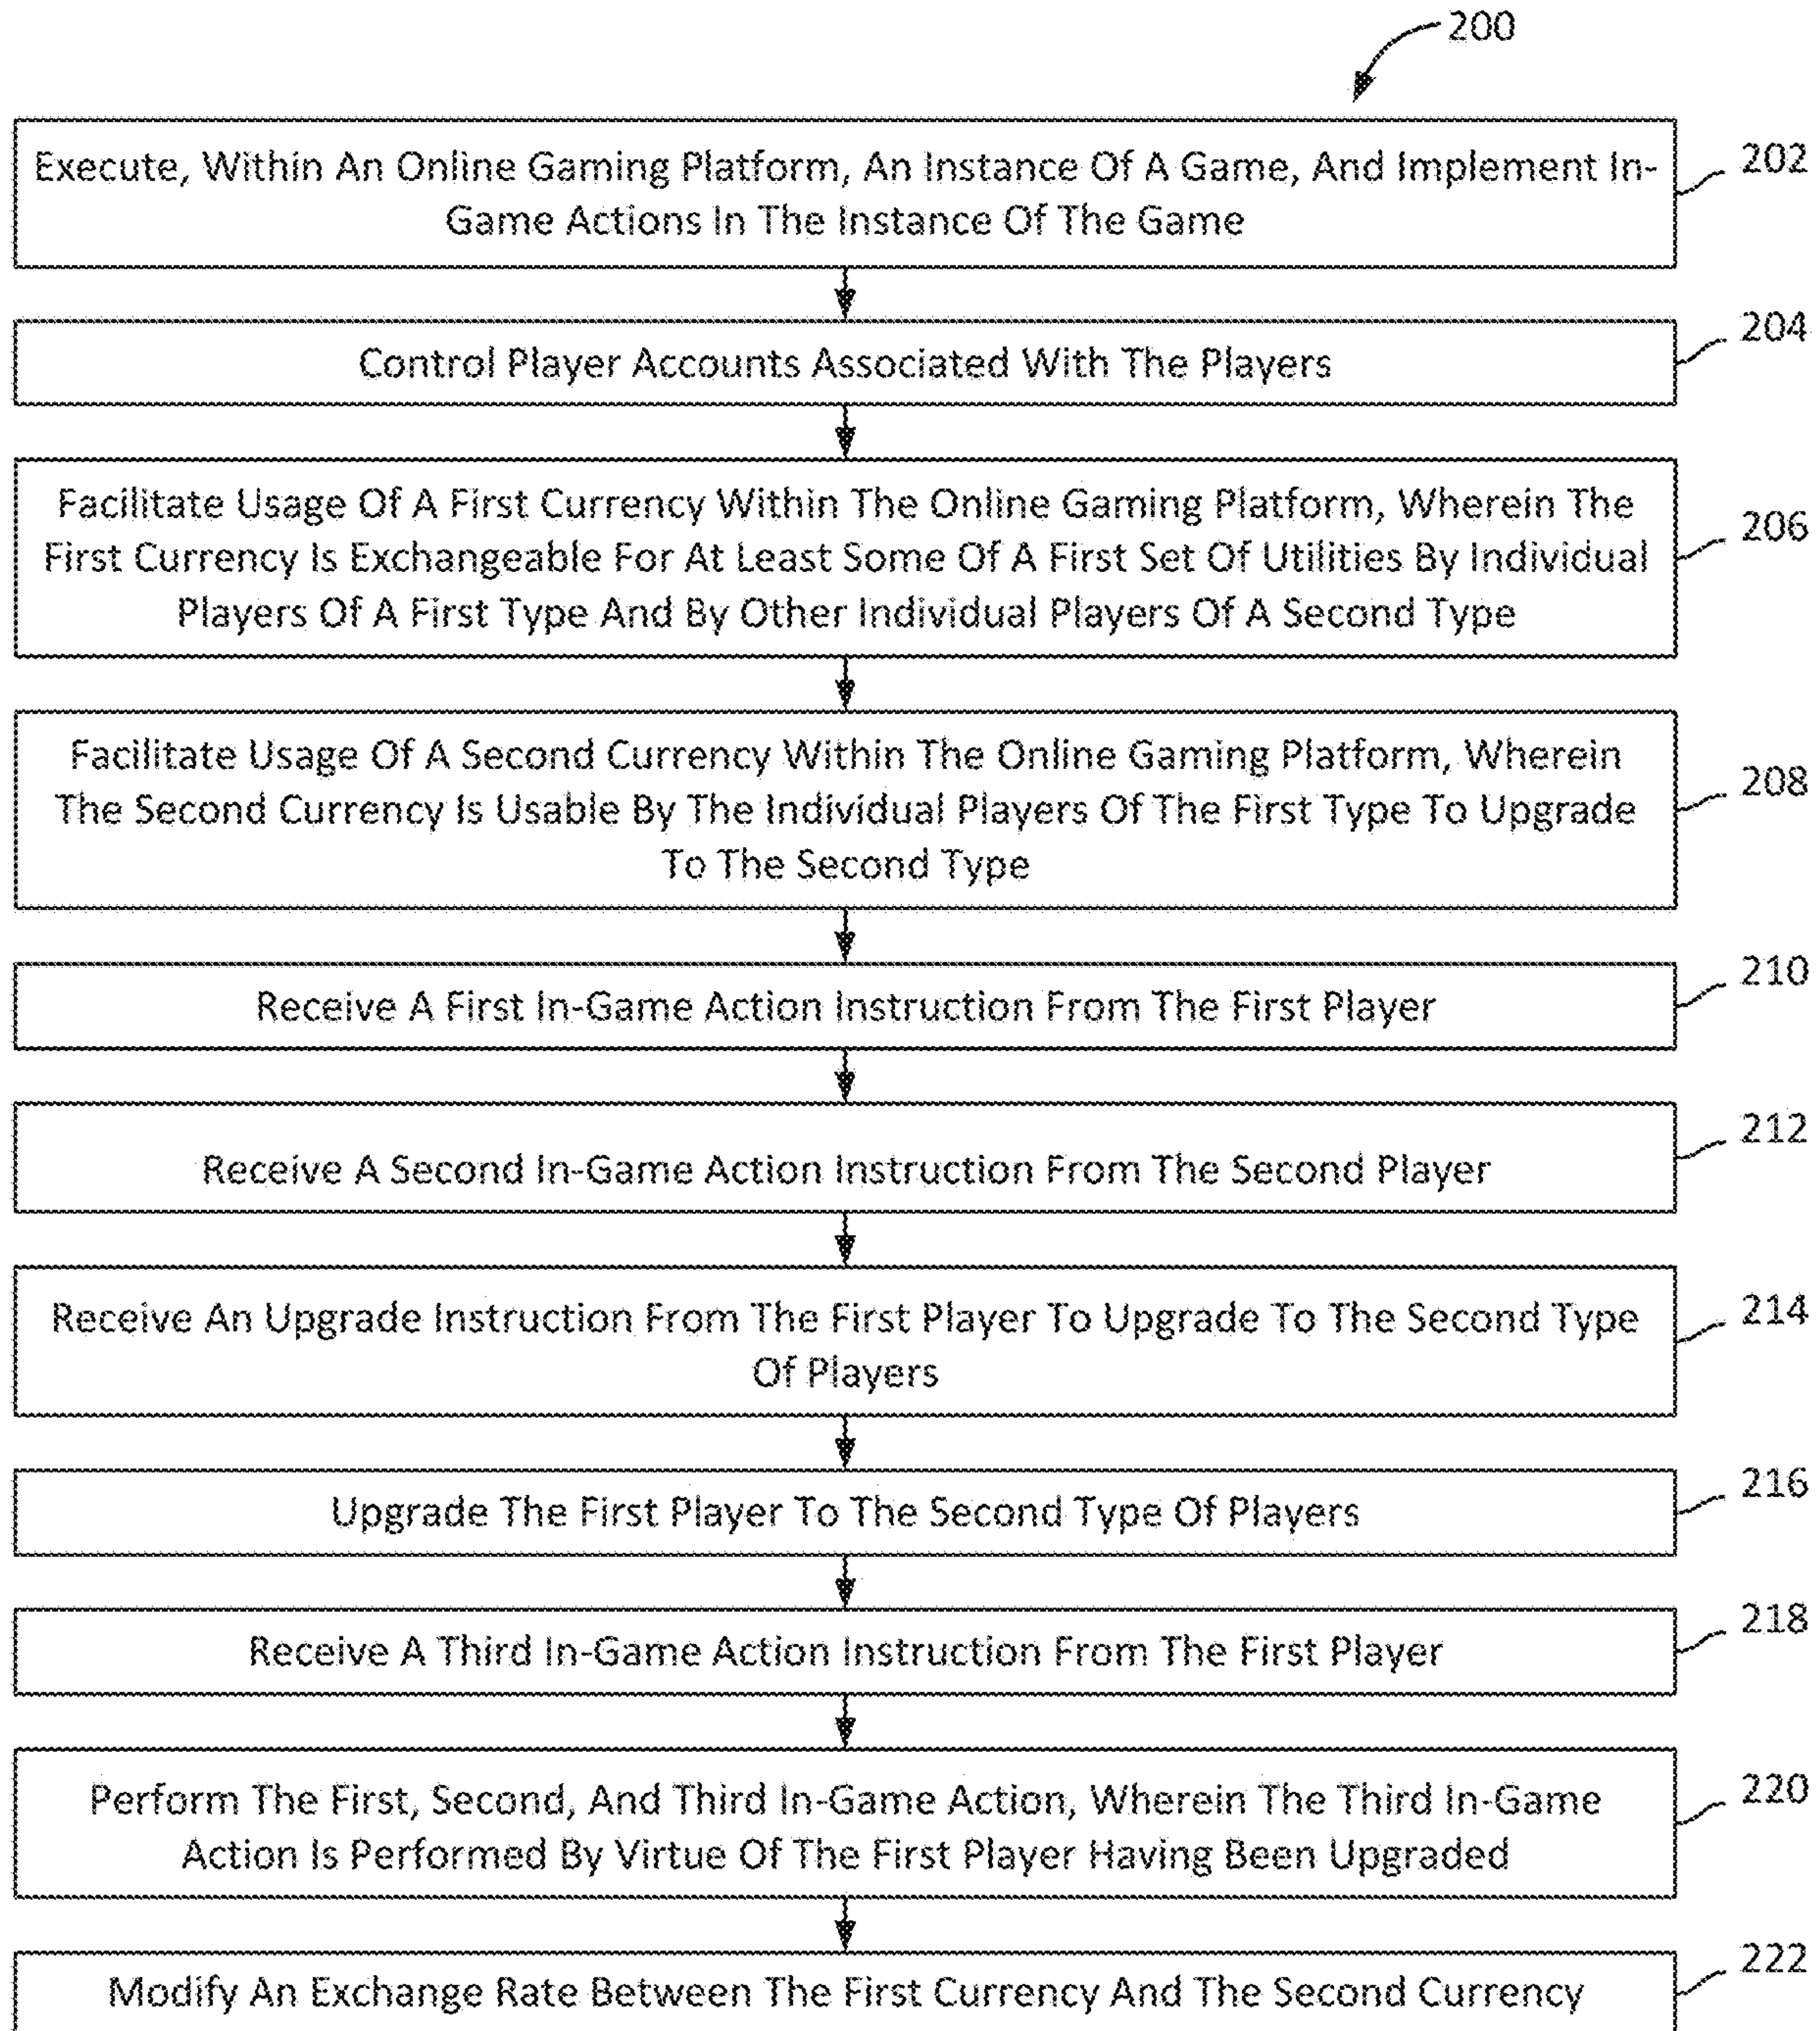 200
Execute, Within An Online Gaming Platform, An Instance Of A Game, And Implement In-
Game Actions In The Instance Of The Game
202
Control Player Accounts Associated With The Players
204
Facilitate Usage Of A First Currency Within The Online Gaming Platform, Wherein The
First Currency Is Exchangeable For At Least Some Of A First Set Of Utilities By Individual
Players Of A First Type And By Other Individual Players Of A Second Type
206
Facilitate Usage Of A Second Currency Within The Online Gaming Platform, Wherein
The Second Currency Is Usable By The Individual Players Of The First Type To Upgrade
To The Second Type
208
Receive A First In-Game Action Instruction From The First Player
210
Receive A Second In-Game Action Instruction From The Second Player
212
Receive An Upgrade Instruction From The First Player To Upgrade To The Second Type
Of Players
214
Upgrade The First Player To The Second Type Of Players
216
Receive A Third In-Game Action Instruction From The First Player
218
Perform The First, Second, And Third In-Game Action, Wherein The Third In-Game
Action Is Performed By Virtue Of The First Player Having Been Upgraded
220
Modify An Exchange Rate Between The First Currency And The Second Currency
222